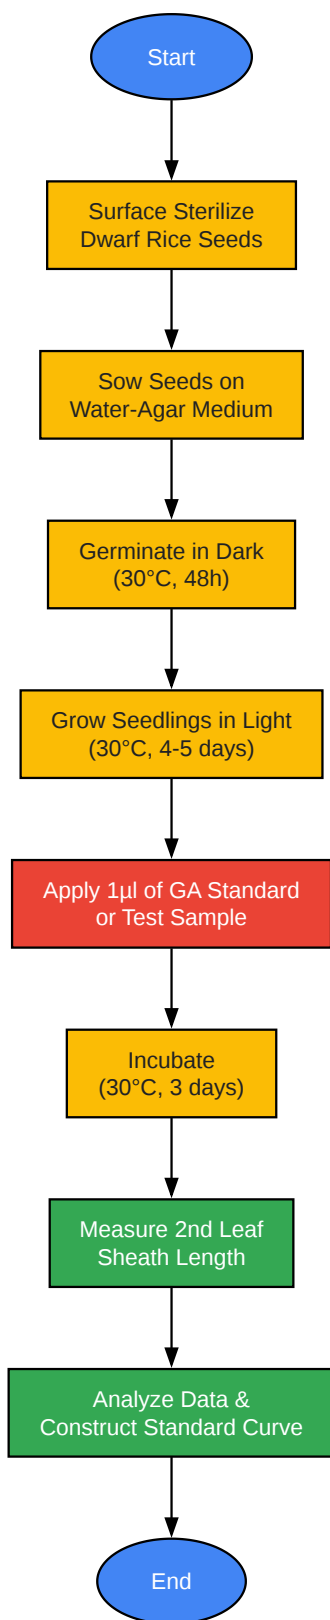 Start
Surface Sterilize
Dwarf Rice Seeds
Sow Seeds on
Water-Agar Medium
Germinate in Dark
(30°C, 48h)
Grow Seedlings in Light
(30°C, 4-5 days)
Apply 1µl of GA Standard
or Test Sample
Incubate
(30°C, 3 days)
Measure 2nd Leaf
Sheath Length
Analyze Data &
Construct Standard Curve
End